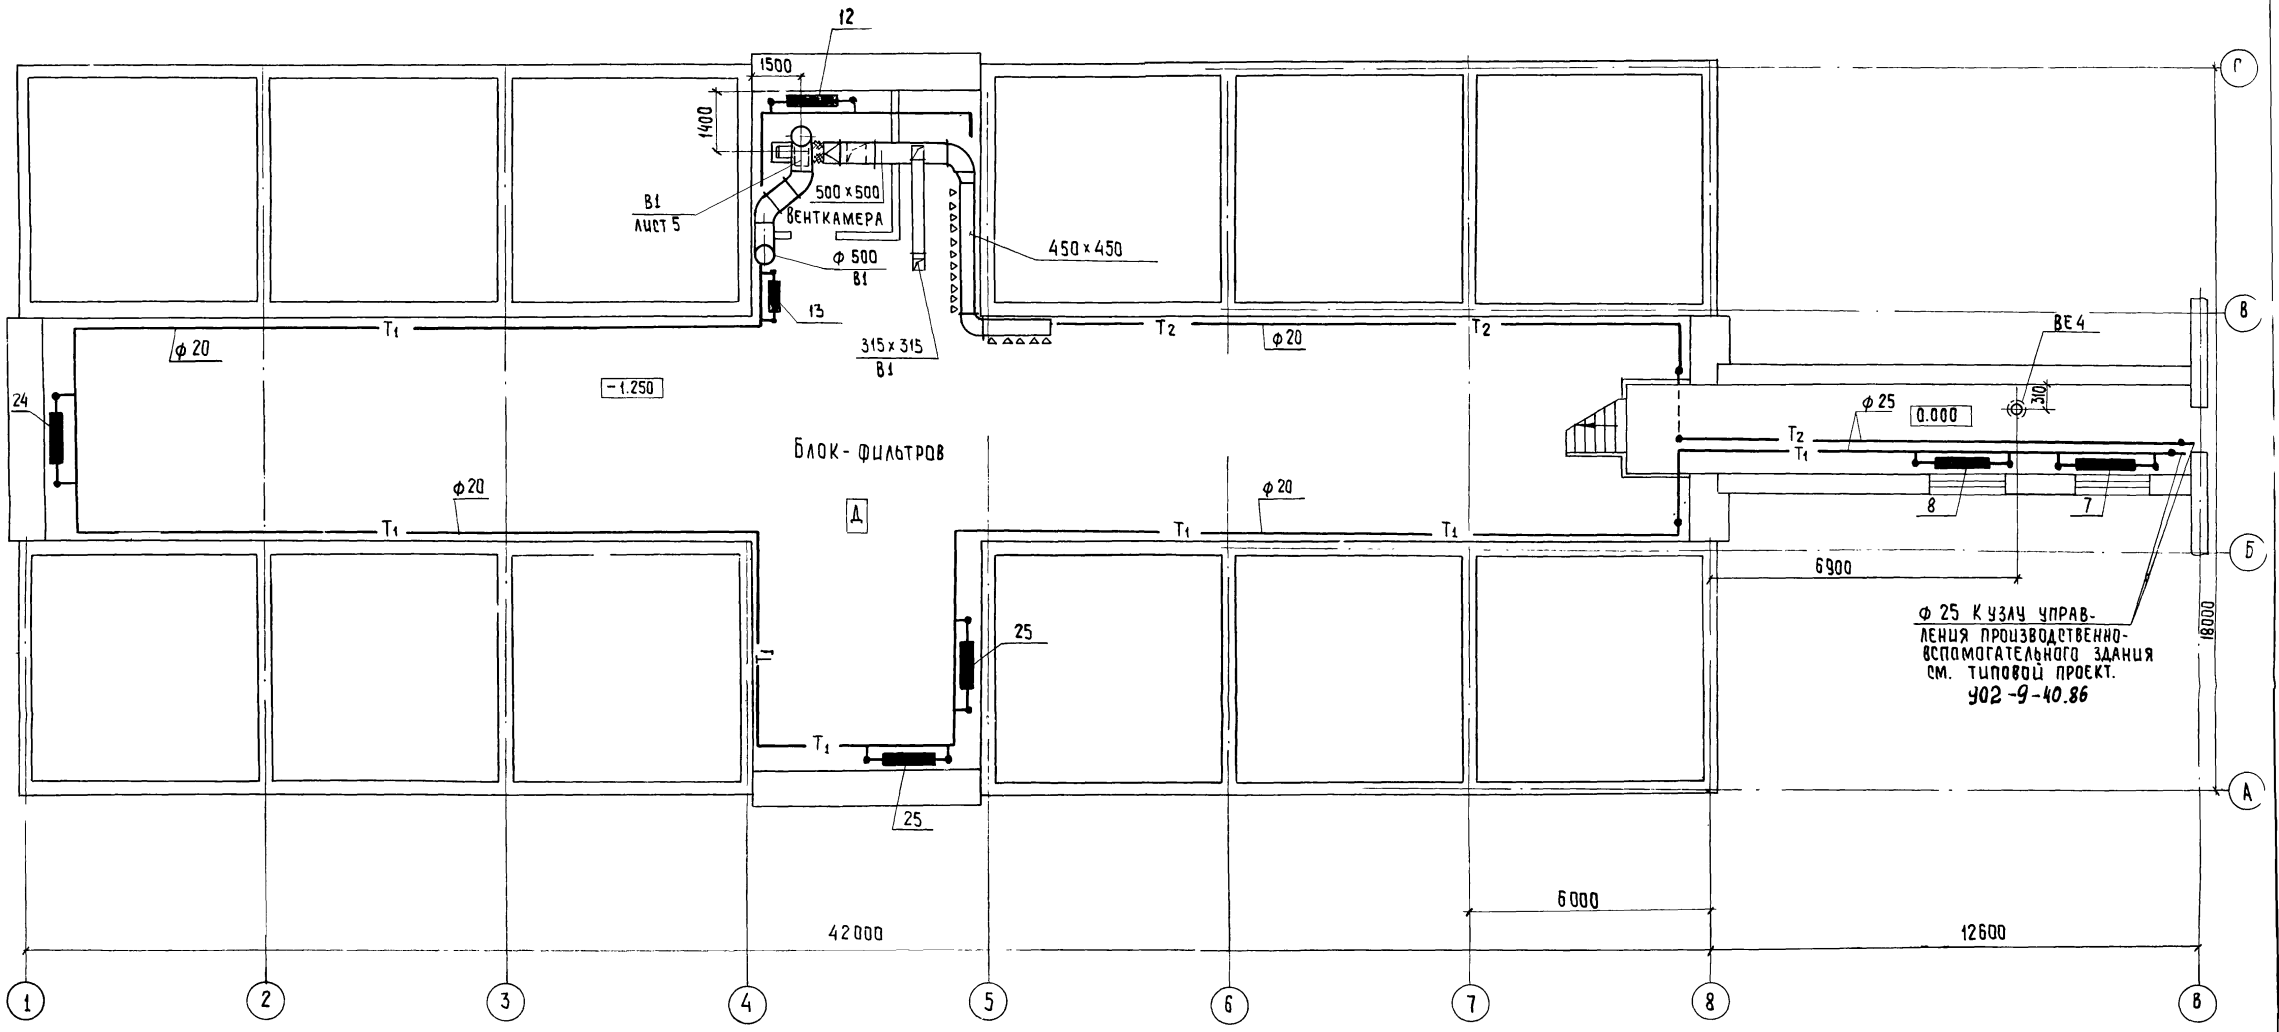 12
1500
Г
1400
500×500
В1
ЛИСТ 5
ВЕНТКАМЕРА
450×450
ф 500
В1
13
В
ВЕ 4
Т1
Т2
Т2
ф 20
ф 20
315×315
В1
-1.250
310
24
ф 25
0.000
Т2
Т1
БЛОК-ФИЛЬТРОВ
ф 20
ф 20
8
7
Д
Т1
Т1
Т1
Б
6900
ф 25 К УЗЛУ УПРАВ-
ЛЕНИЯ ПРОИЗВОДСТВЕННО-
ВСПОМОГАТЕЛЬНОГО ЗДАНИЯ
СМ. ТИПОВОЙ ПРОЕКТ.
902-9-40.86
18000
25
Т1
Т1
25
А
6000
42000
12600
1
2
3
4
5
6
7
8
В